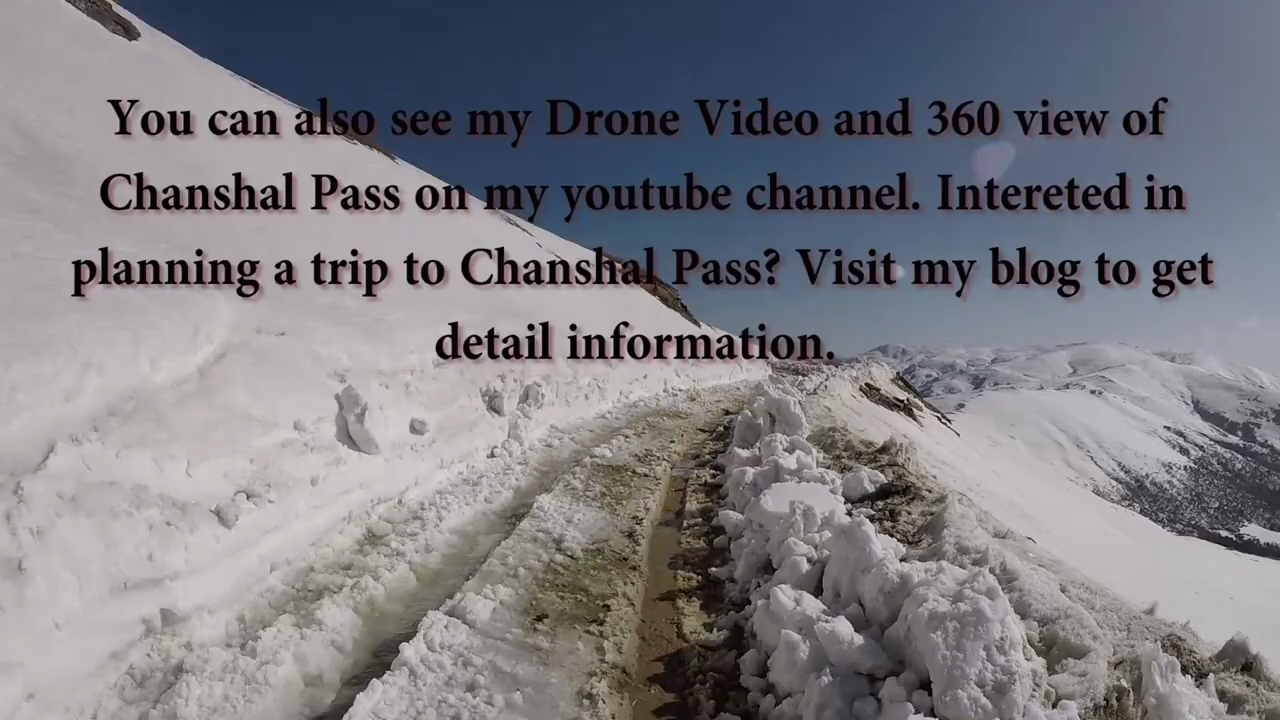 You can also see my Drone Video and 360 view of
Chanshal Pass on my youtube channel. Intereted in
planning a trip to Chanshal Pass? Visit my blog to get
detail information.